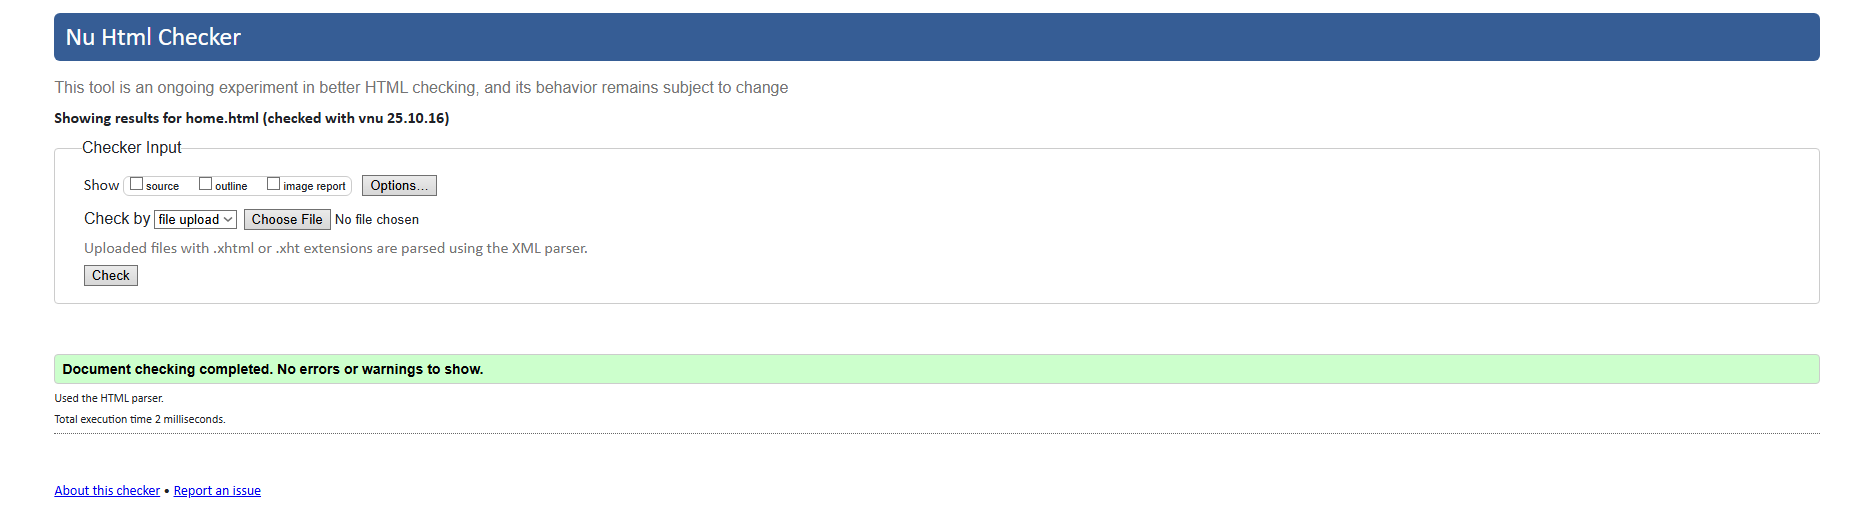 Nu Html Checker
This tool is an ongoing experiment in better HTML checking, and its behavior remains subject to change
Showing results for home.html (checked with vnu 25.10.16)
Checker Input
Show source outline image report Options...
Check by file upload Choose File No file chosen
Uploaded files with .xhtml or .xht extensions are parsed using the XML parser.
Check
Document checking completed. No errors or warnings to show.
Used the HTML parser.
Total execution time 2 milliseconds.
About this checker • Report an issue